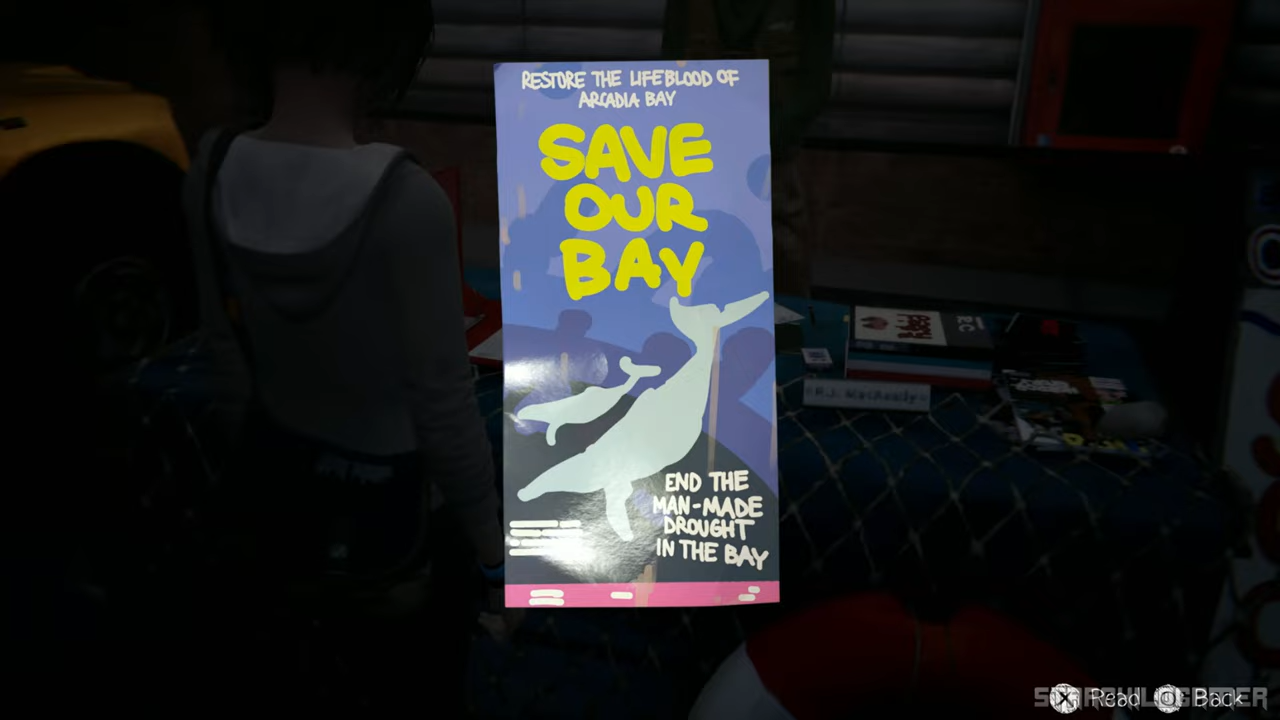 RESTORE THE LIFEBLOOD OF
ARCADIA BAY
SAVE
OUR
BAY
END THE
MAN-MADE
DROUGHT
IN THE BAY
Read
Back